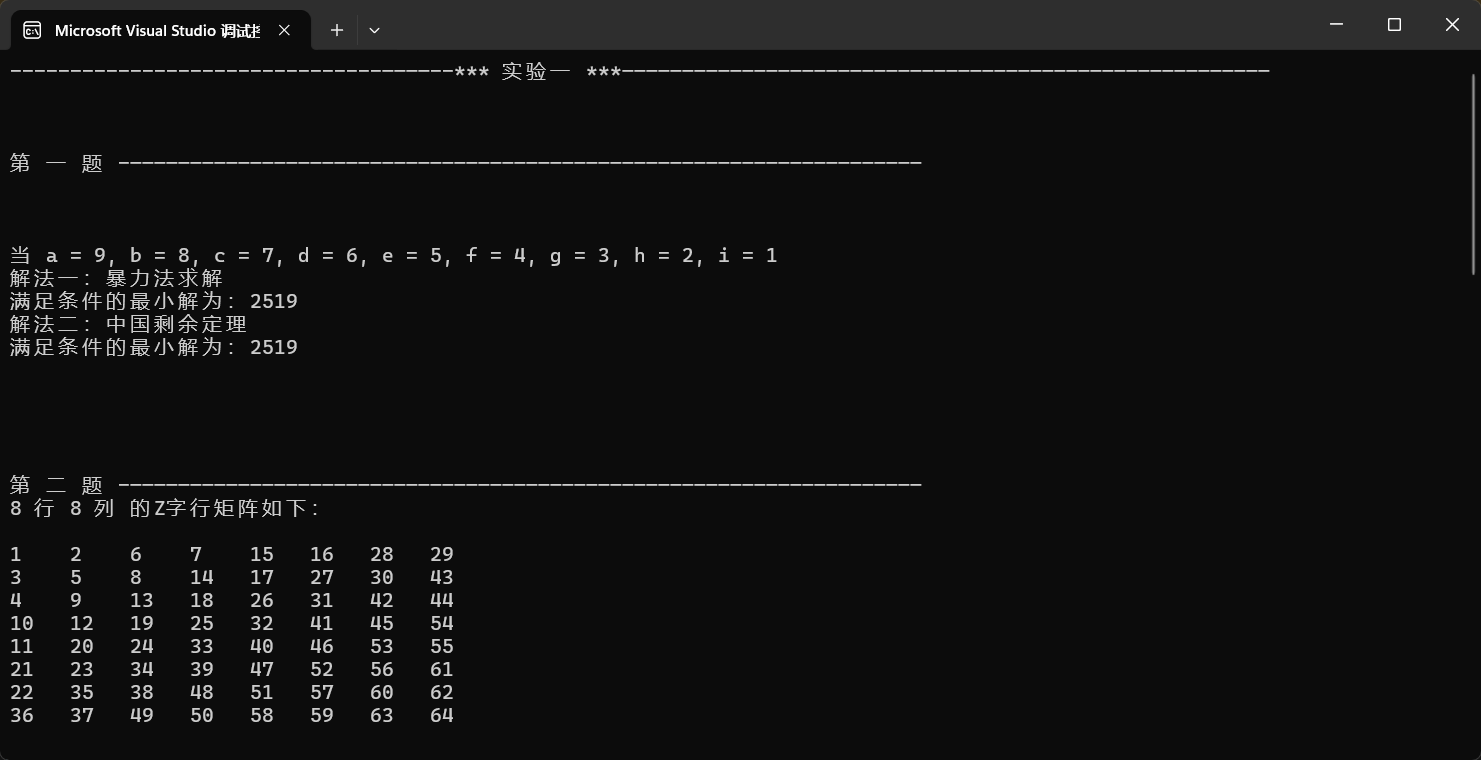 Microsoft Visual Studio 调试
-------------------------------------*** 实验一 ***------------------------------------------------------
第 一 题 -------------------------------------------------------------------
当 a = 9, b = 8, c = 7, d = 6, e = 5, f = 4, g = 3, h = 2, i = 1
解法一: 暴力法求解
满足条件的最小解为: 2519
解法二: 中国剩余定理
满足条件的最小解为: 2519
第 二 题 -------------------------------------------------------------------
8 行 8 列 的Z字行矩阵如下:
1 2 6 7 15 16 28 29
3 5 8 14 17 27 30 43
4 9 13 18 26 31 42 44
10 12 19 25 32 41 45 54
11 20 24 33 40 46 53 55
21 23 34 39 47 52 56 61
22 35 38 48 51 57 60 62
36 37 49 50 58 59 63 64